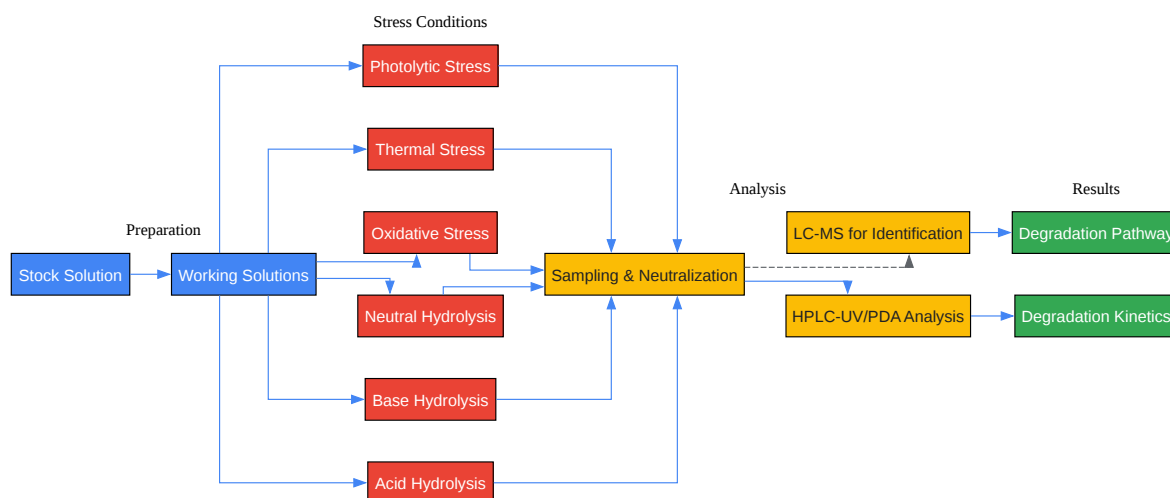 Stress Conditions
Photolytic Stress
Thermal Stress
Analysis
Results
Preparation
Oxidative Stress
LC-MS for Identification
Degradation Pathway
Stock Solution
Working Solutions
Sampling & Neutralization
Neutral Hydrolysis
HPLC-UV/PDA Analysis
Degradation Kinetics
Base Hydrolysis
Acid Hydrolysis